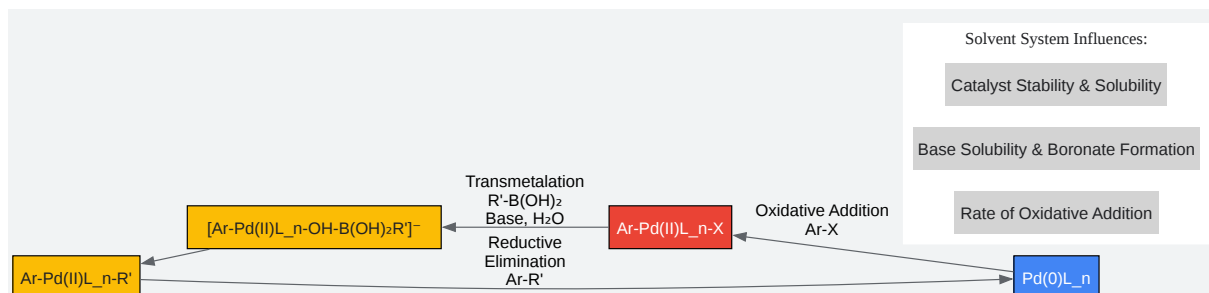 Solvent System Influences:
Catalyst Stability & Solubility
Base Solubility & Boronate Formation
Rate of Oxidative Addition
Transmetalation
R'-B(OH)₂
Base, H₂O
Oxidative Addition
Ar-X
[Ar-Pd(II)L_n-OH-B(OH)₂R']⁻
Ar-Pd(II)L_n-X
Reductive
Elimination
Ar-R'
Ar-Pd(II)L_n-R'
Pd(0)L_n